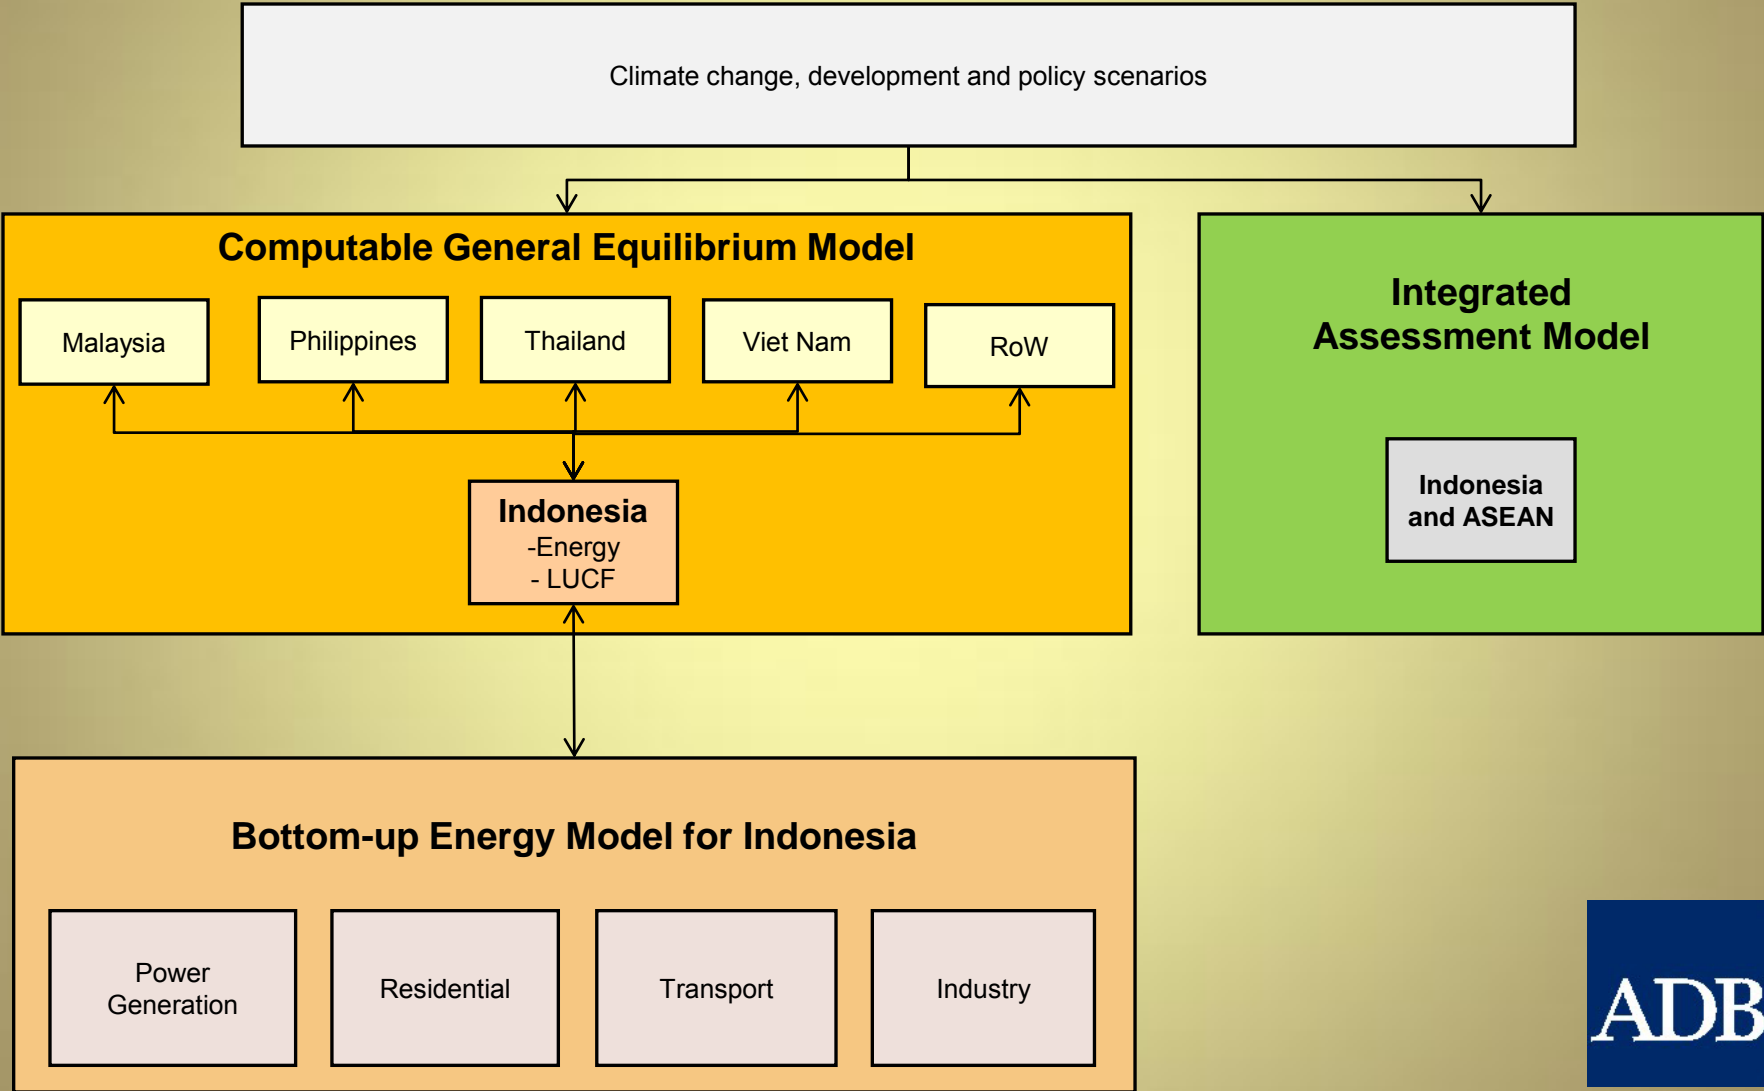 Climate change, development and policy scenarios
Computable General Equilibrium Model
Malaysia
Philippines
Thailand
Viet Nam
RoW
Indonesia
-Energy
- LUCF
Integrated
Assessment Model
Indonesia
and ASEAN
Bottom-up Energy Model for Indonesia
Power
Generation
Residential
Transport
Industry
ADB